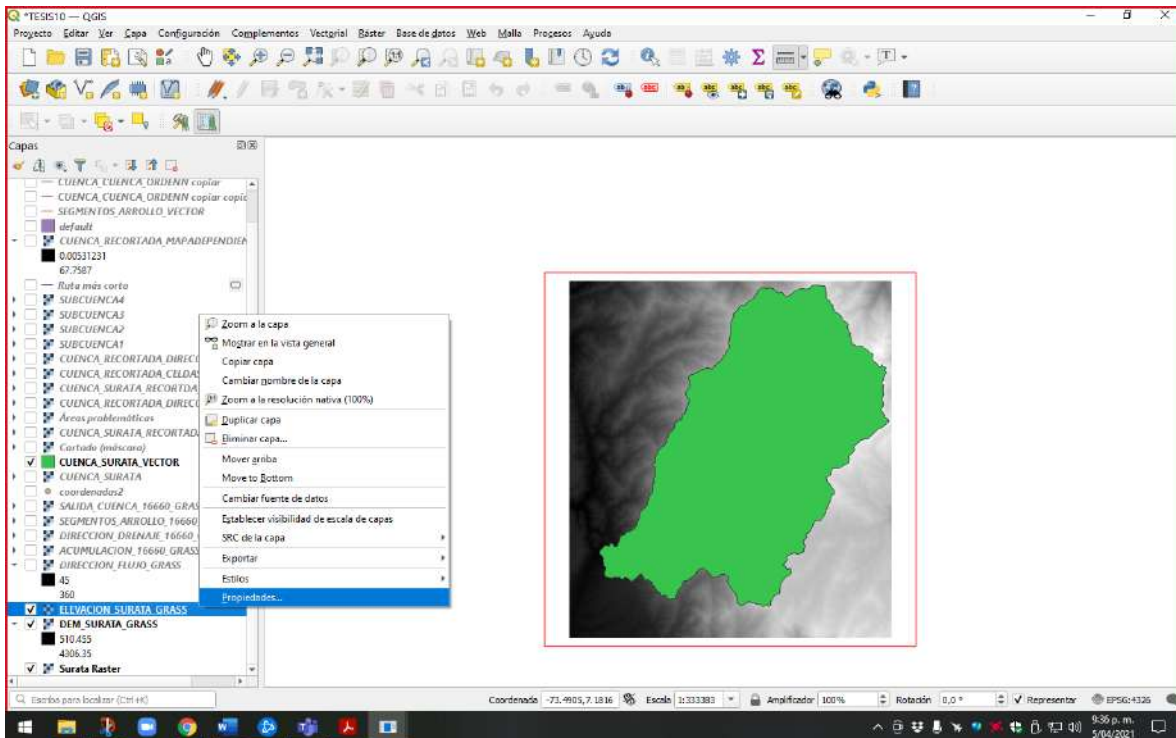 *TESIS10 — QGIS
Proyecto Editar Ver Capa Configuración Complementos Vectorial Ráster Base de datos Web Malla Procesos Ayuda
Capas
CUENCA_CUENCA_ORDENN copiar
CUENCA_CUENCA_ORDENN copiar copia
SEGMENTOS_ARROLLO_VECTOR
default
CUENCA_RECORTADA_MAPADEPENDIEN
0.00531231
67.7587
Ruta más corta
SUBCUENCA4
SUBCUENCA3
SUBCUENCA2
SUBCUENCA1
CUENCA_RECORTADA_DIREC
CUENCA_RECORTADA_CELDAS
CUENCA_SURATA_RECORTDA
CUENCA_RECORTADA_DIREC
Áreas problemáticas
CUENCA_SURATA_RECORTAD
Cortado (máscara)
CUENCA_SURATA_VECTOR
CUENCA_SURATA
coordenadas2
SALIDA_CUENCA_16660_GRAS
SEGMENTOS_ARROLLO_16660
DIRECCION_DRENAJE_16660
ACUMULACION_16660_GRASS
DIRECCION_FLUJO_GRASS
45
360
ELEVACION_SURATA_GRASS
DEM_SURATA_GRASS
510.455
4306.35
Surata Raster
Zoom a la capa
Mostrar en la vista general
Copiar capa
Cambiar nombre de la capa
Zoom a la resolución nativa (100%)
Duplicar capa
Eliminar capa...
Mover arriba
Move to Bottom
Cambiar fuente de datos
Establecer visibilidad de escala de capas
SRC de la capa
Exportar
Estilos
Propiedades...
Escriba para localizar (Ctrl+K)
Coordenada -73.4905,7.1816 Escala 1:333383 Amplificador 100% Rotación 0,0 ° Representar EPSG:4326
9:36 p. m.
5/04/2021